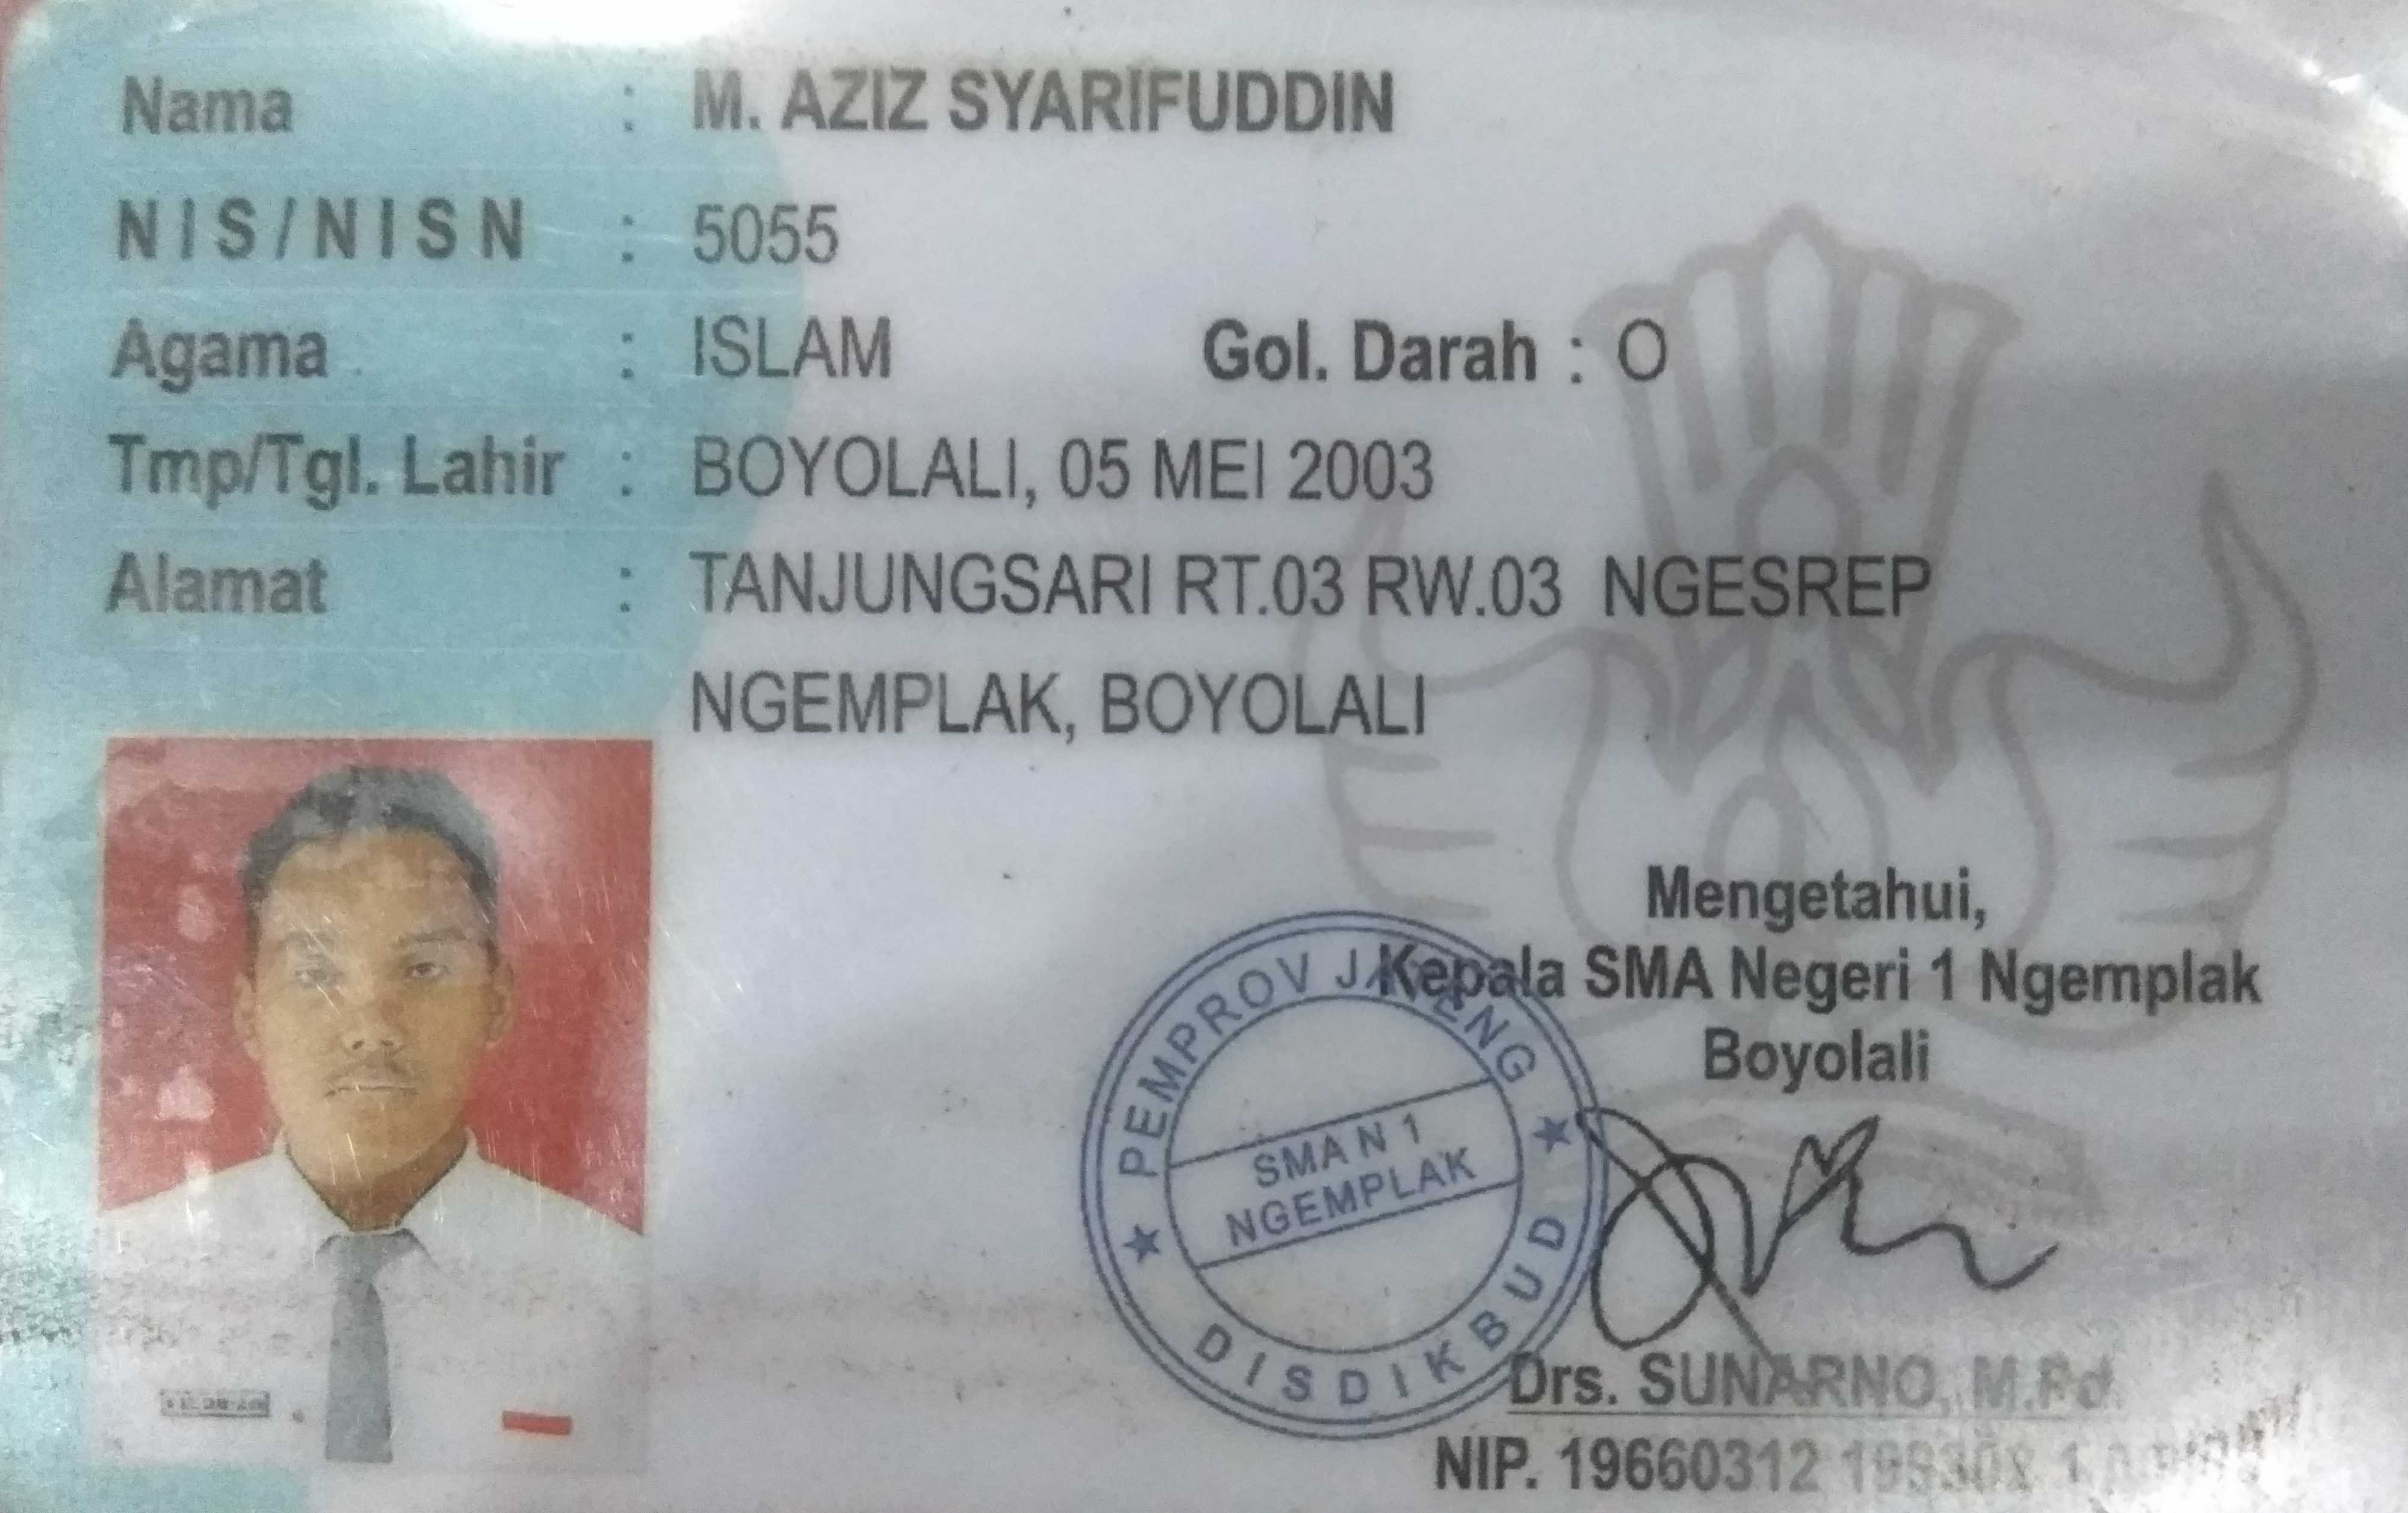 Nama : M. AZIZ SYARIFUDDIN
NIS/NISN : 5055
Agama : ISLAM Gol. Darah : O
Tmp/Tgl. Lahir : BOYOLALI, 05 MEI 2003
Alamat : TANJUNGSARI RT.03 RW.03 NGESREP
NGEMPLAK, BOYOLALI
Mengetahui,
Kepala SMA Negeri 1 Ngemplak
Boyolali
PEMPROV JATENG
SMA N 1
NGEMPLAK
DISDIKBUD
Drs. SUNARNO, M.Pd.
NIP. 19660312